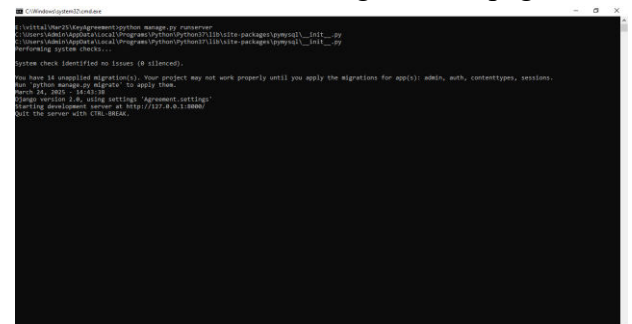 C:\Windows\system32\cmd.exe
E:\vittal\Mar25\KeyAgreement>python manage.py runserver
C:\Users\Admin\AppData\Local\Programs\Python\Python37\lib\site-packages\pymysql\__init__.py
C:\Users\Admin\AppData\Local\Programs\Python\Python37\lib\site-packages\pymysql\__init__.py
Performing system checks...
System check identified no issues (0 silenced).
You have 14 unapplied migration(s). Your project may not work properly until you apply the migrations for app(s): admin, auth, contenttypes, sessions.
Run 'python manage.py migrate' to apply them.
March 24, 2025 - 14:43:38
Django version 2.0, using settings 'Agreement.settings'
Starting development server at http://127.0.0.1:8000/
Quit the server with CTRL-BREAK.